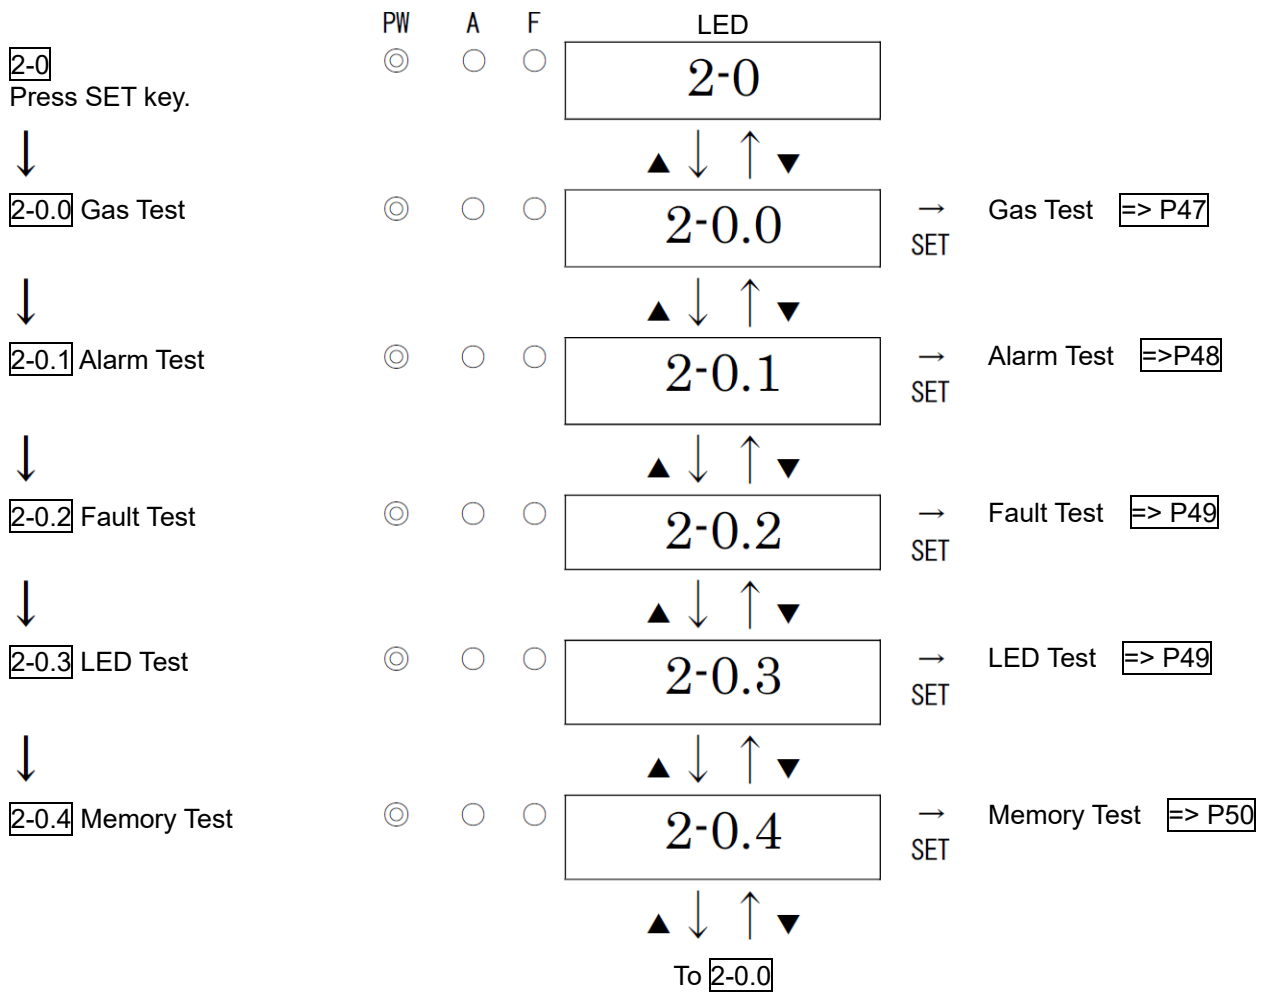 PW A F LED
2-0 ◎ ○ ○ 2-0
Press SET key.
↓ ▲ ↓ ↑ ▼
2-0.0 Gas Test ◎ ○ ○ 2-0.0 → Gas Test => P47
SET
↓ ▲ ↓ ↑ ▼
2-0.1 Alarm Test ◎ ○ ○ 2-0.1 → Alarm Test =>P48
SET
↓ ▲ ↓ ↑ ▼
2-0.2 Fault Test ◎ ○ ○ 2-0.2 → Fault Test => P49
SET
↓ ▲ ↓ ↑ ▼
2-0.3 LED Test ◎ ○ ○ 2-0.3 → LED Test => P49
SET
↓ ▲ ↓ ↑ ▼
2-0.4 Memory Test ◎ ○ ○ 2-0.4 → Memory Test => P50
SET
▲ ↓ ↑ ▼
To 2-0.0